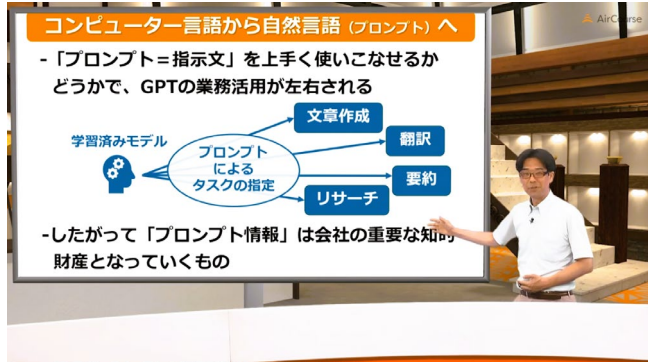 コンピューター言語から自然言語（プロンプト）へ
AirCourse
-「プロンプト＝指示文」を上手く使いこなせるか
どうかで、GPTの業務活用が左右される
文章作成
学習済みモデル
翻訳
プロンプト
による
タスクの指定
要約
リサーチ
-したがって「プロンプト情報」は会社の重要な知的
財産となっていくもの